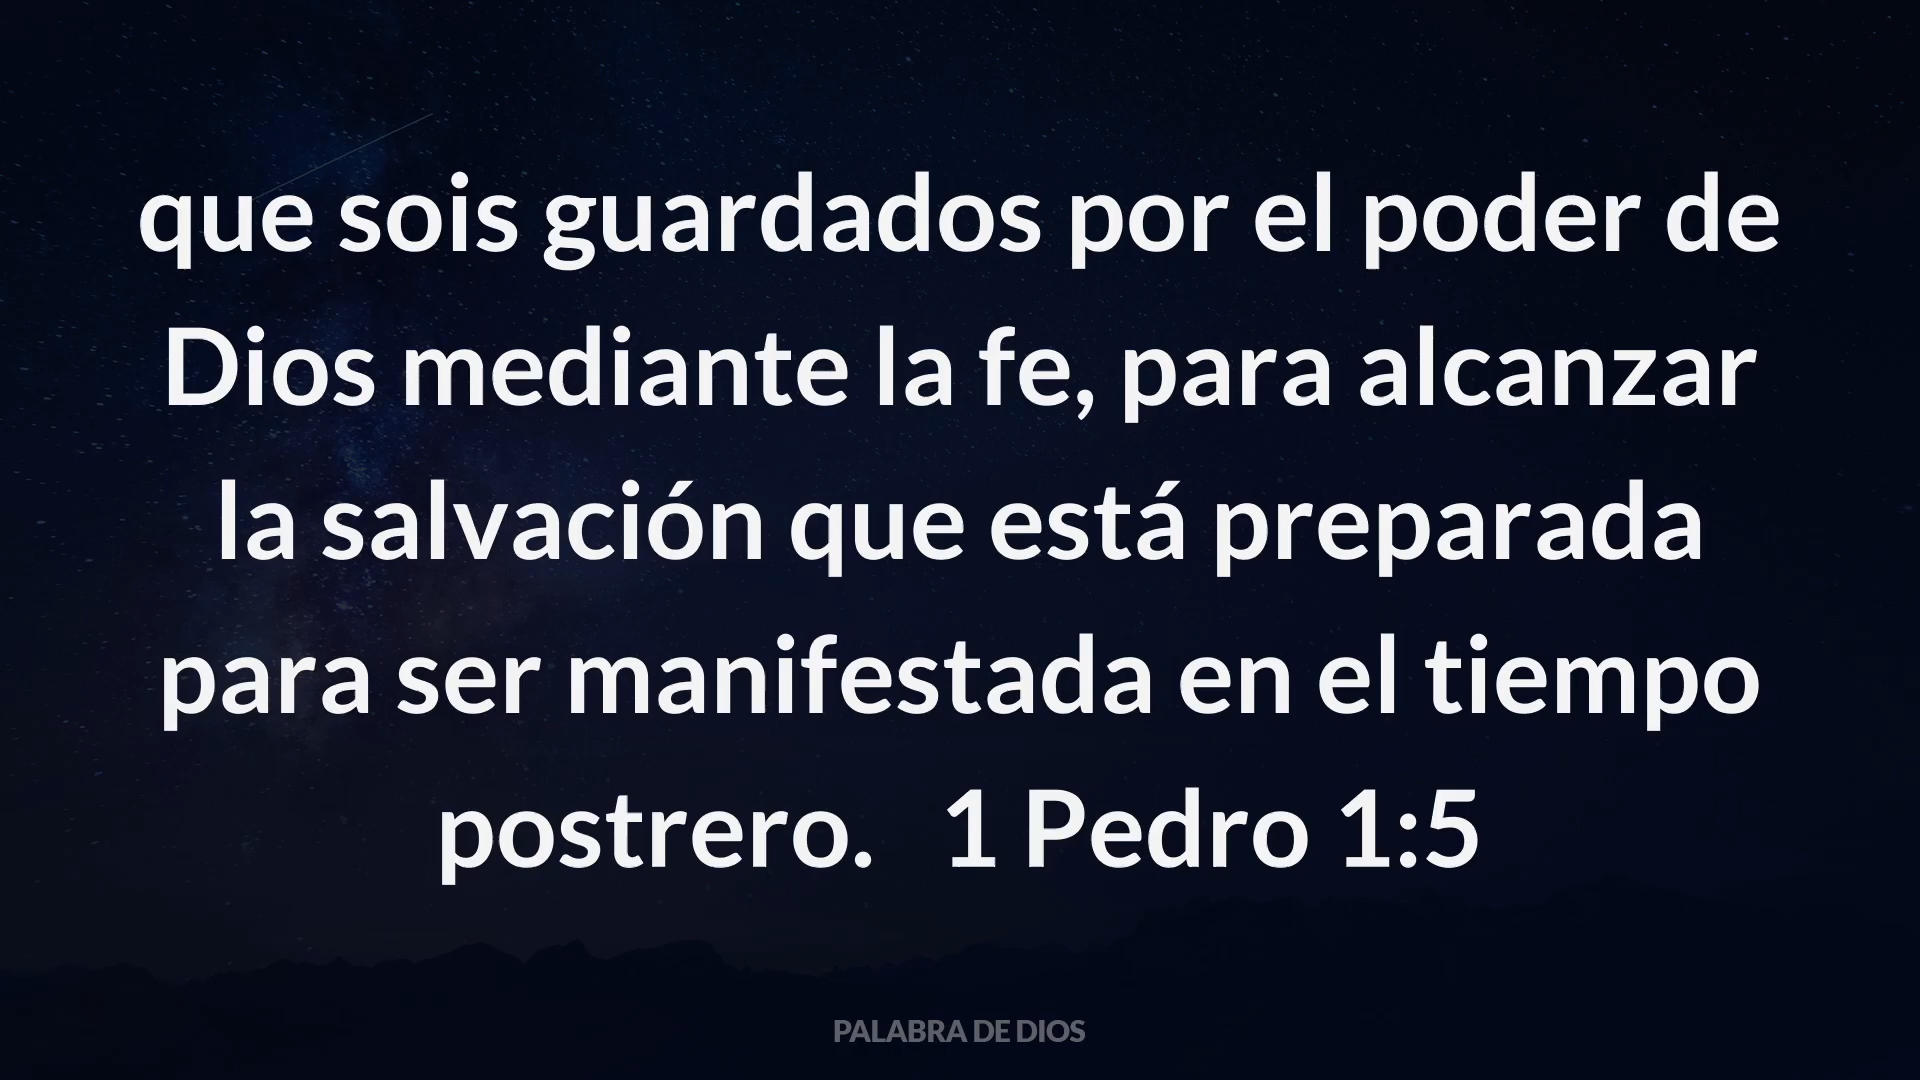 que sois guardados por el poder de
Dios mediante la fe, para alcanzar
la salvación que está preparada
para ser manifestada en el tiempo
postrero.   1 Pedro 1:5
PALABRA DE DIOS